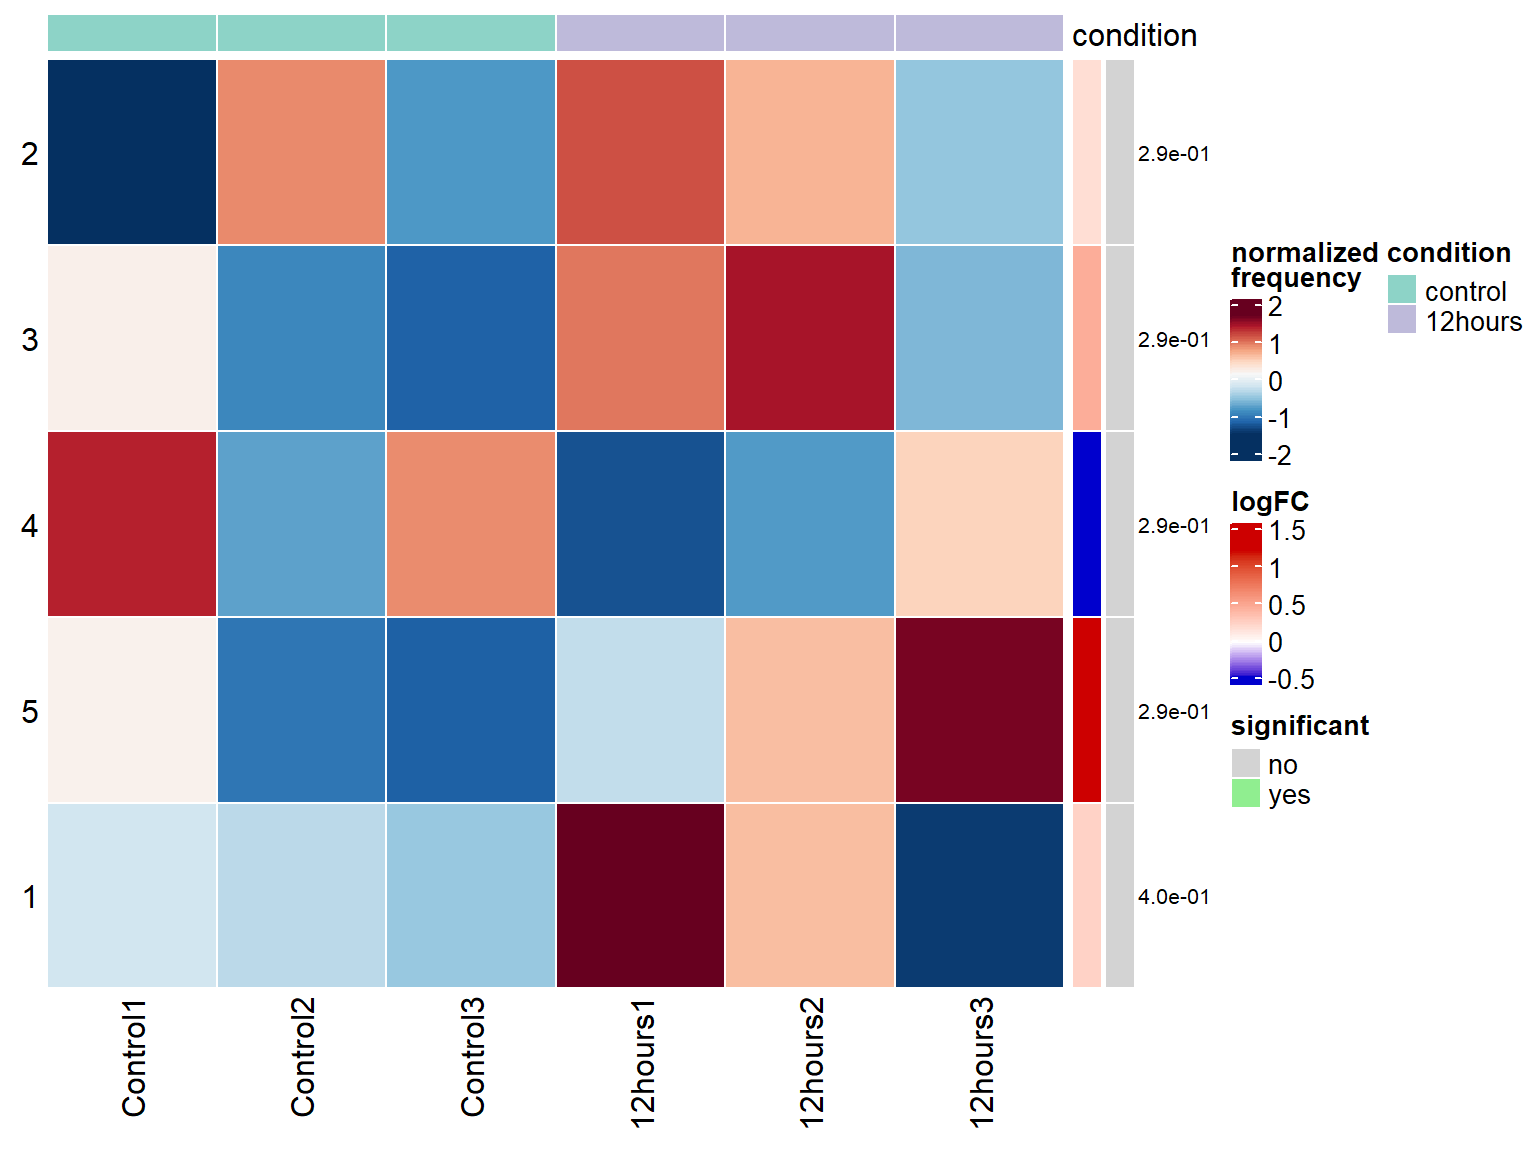 condition
2
2.9e-01
3
2.9e-01
4
2.9e-01
5
2.9e-01
1
4.0e-01
Control1
Control2
Control3
12hours1
12hours2
12hours3
normalized
frequency
2
1
0
-1
-2
condition
control
12hours
logFC
1.5
1
0.5
0
-0.5
significant
no
yes